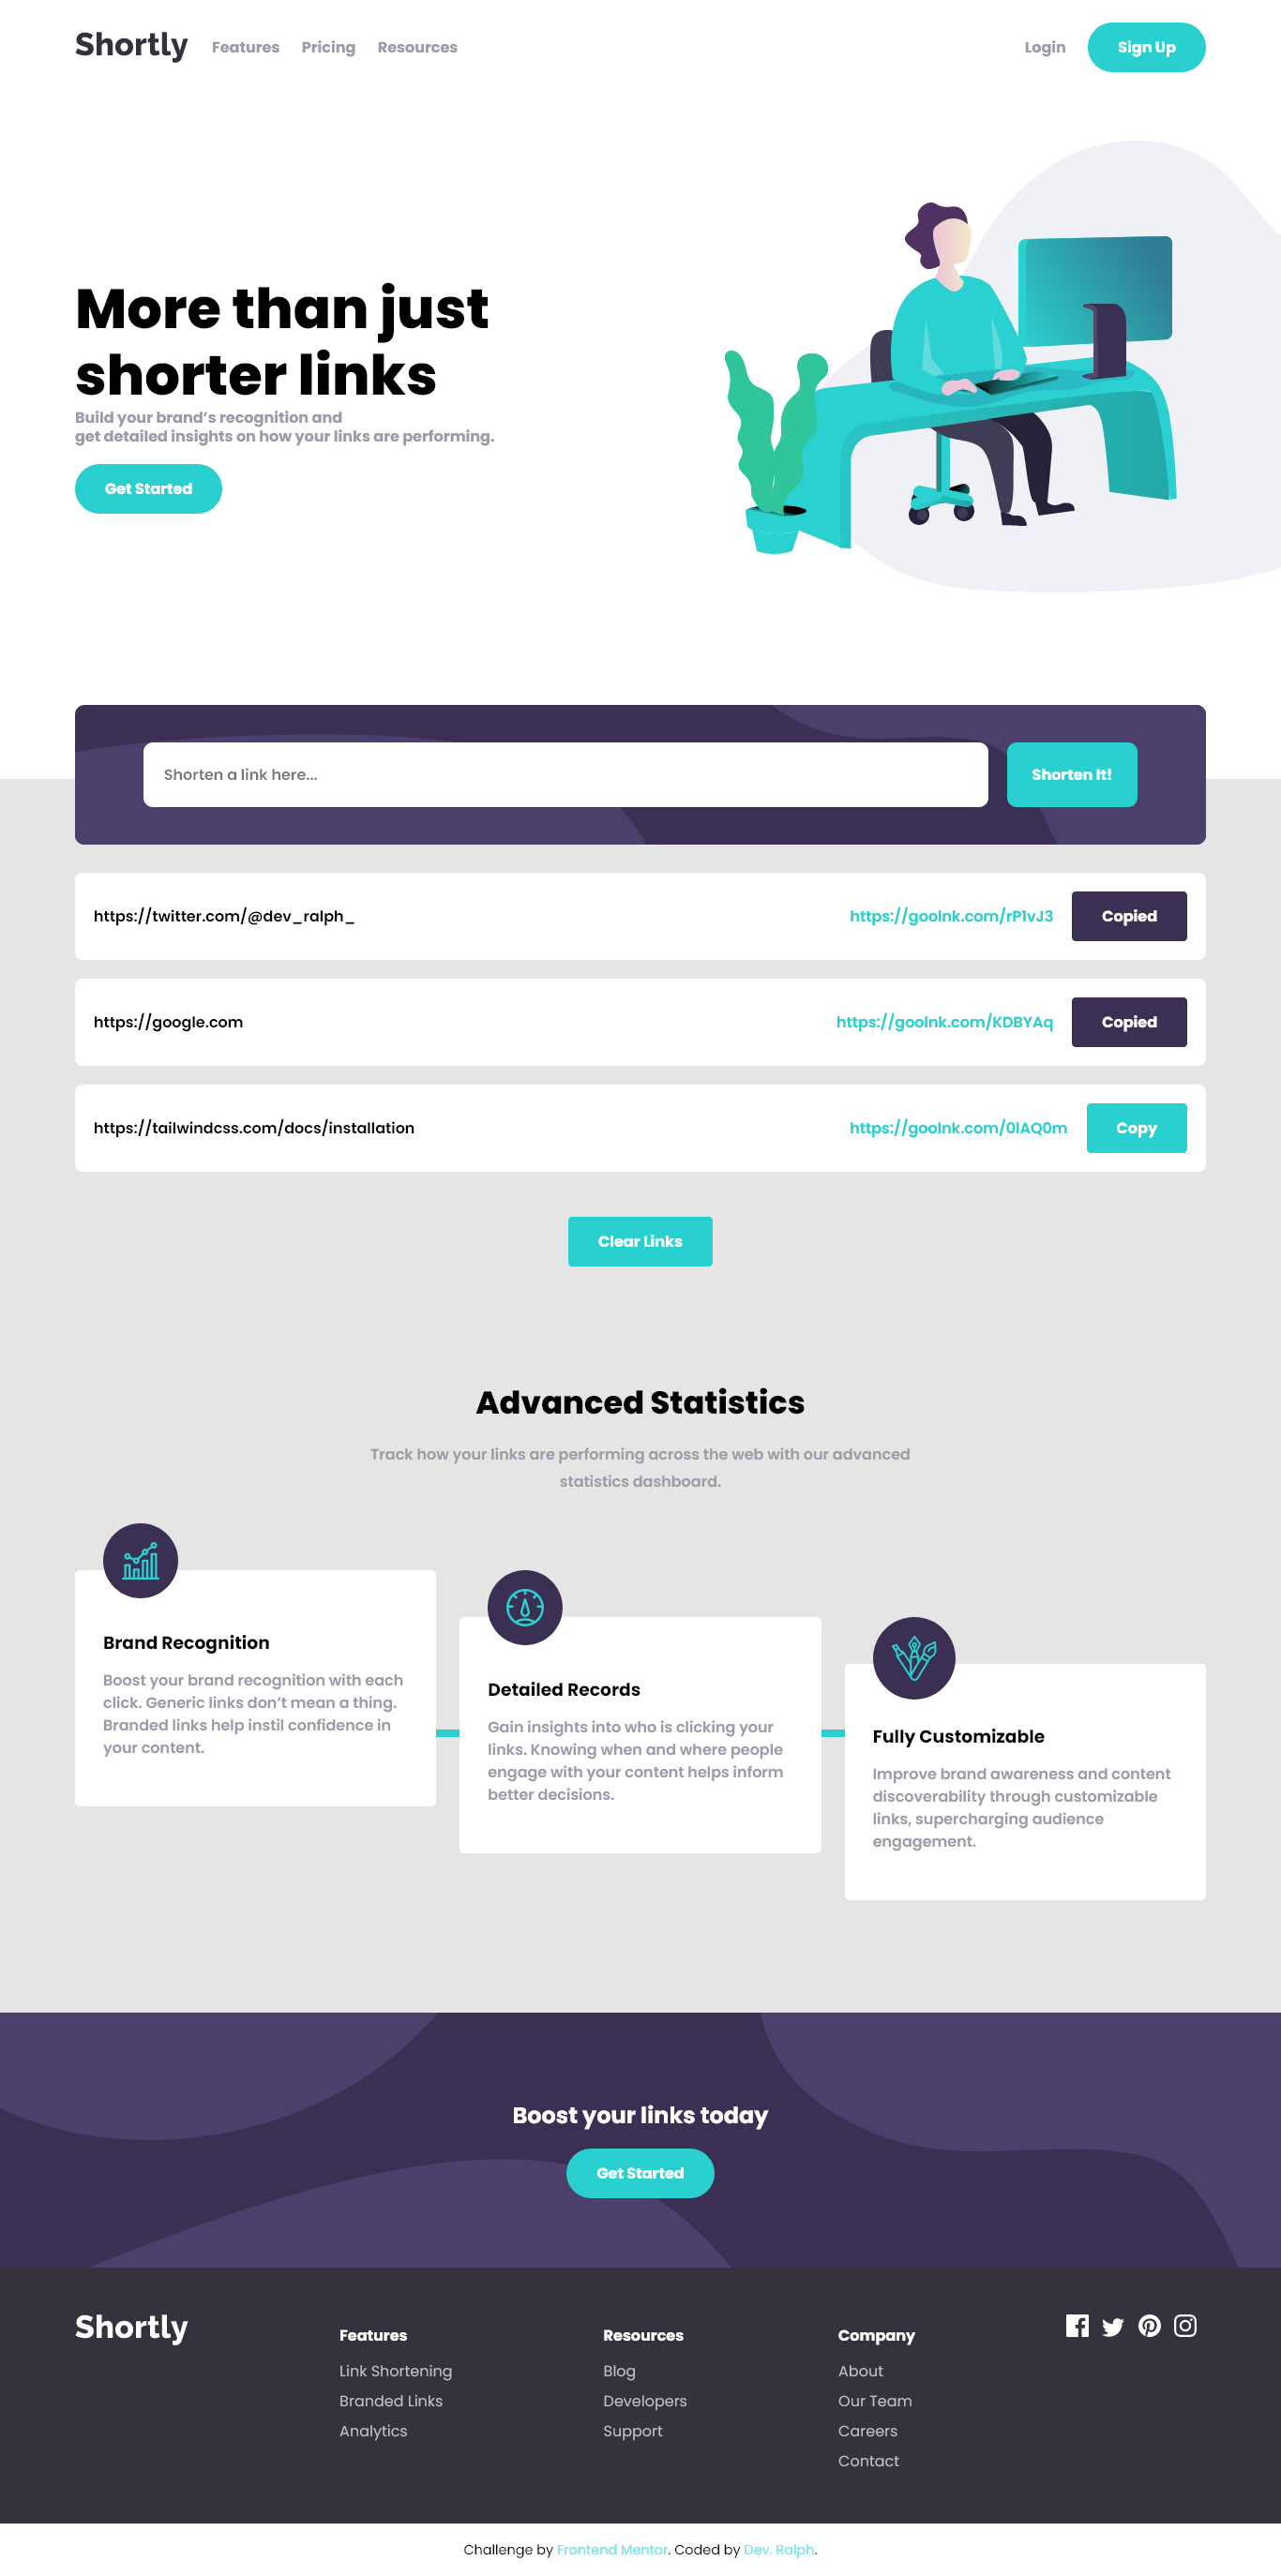 Shortly
Features
Pricing
Resources
Login
Sign Up
More than just
shorter links
Build your brand’s recognition and
get detailed insights on how your links are performing.
Get Started
Shorten a link here...
Shorten It!
https://twitter.com/@dev_ralph_
https://goolnk.com/rP1vJ3
Copied
https://google.com
https://goolnk.com/KDBYAq
Copied
https://tailwindcss.com/docs/installation
https://goolnk.com/0lAQ0m
Copy
Clear Links
Advanced Statistics
Track how your links are performing across the web with our advanced
statistics dashboard.
Brand Recognition
Boost your brand recognition with each
click. Generic links don’t mean a thing.
Branded links help instil confidence in
your content.
Detailed Records
Gain insights into who is clicking your
links. Knowing when and where people
engage with your content helps inform
better decisions.
Fully Customizable
Improve brand awareness and content
discoverability through customizable
links, supercharging audience
engagement.
Boost your links today
Get Started
Shortly
Features
Link Shortening
Branded Links
Analytics
Resources
Blog
Developers
Support
Company
About
Our Team
Careers
Contact
Challenge by Frontend Mentor. Coded by Dev. Ralph.